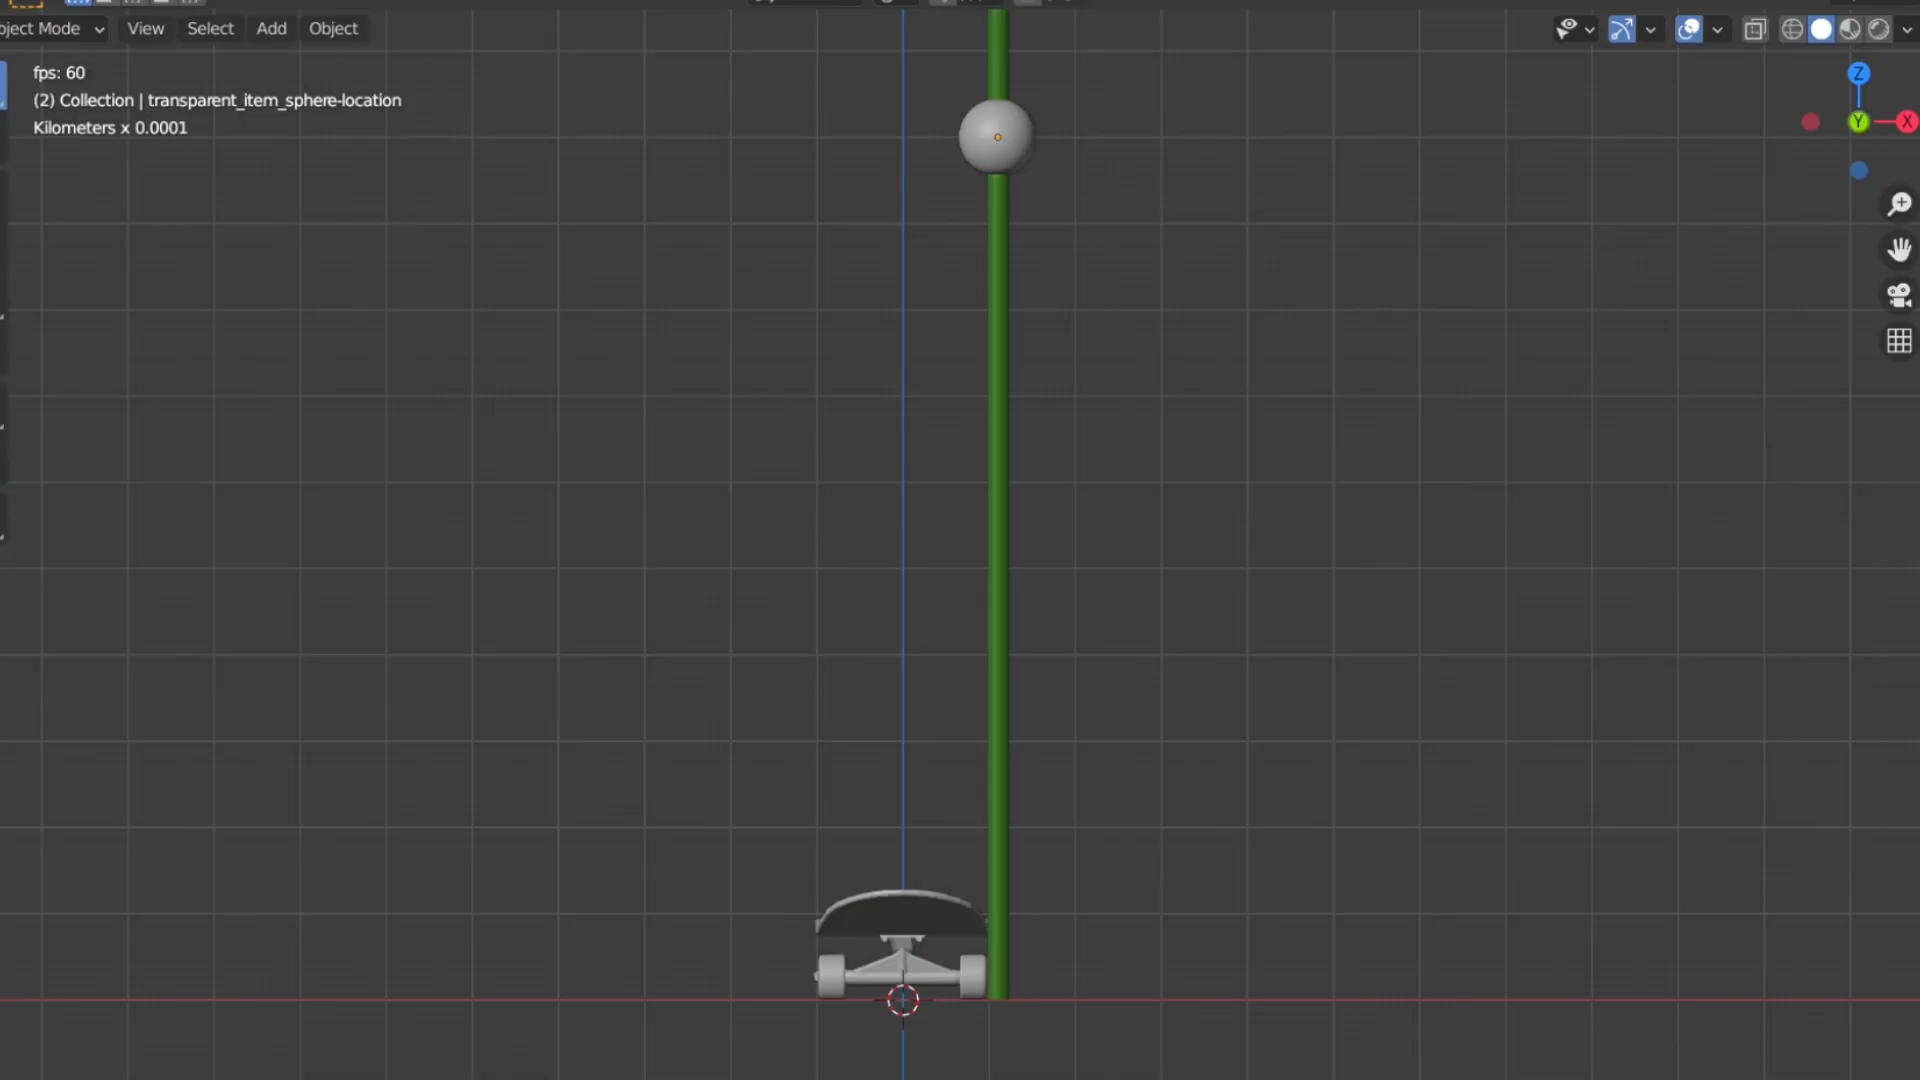 bject Mode View Select Add Object
fps: 60
(2) Collection | transparent_item_sphere-location
Kilometers x 0.0001
Z
Y X